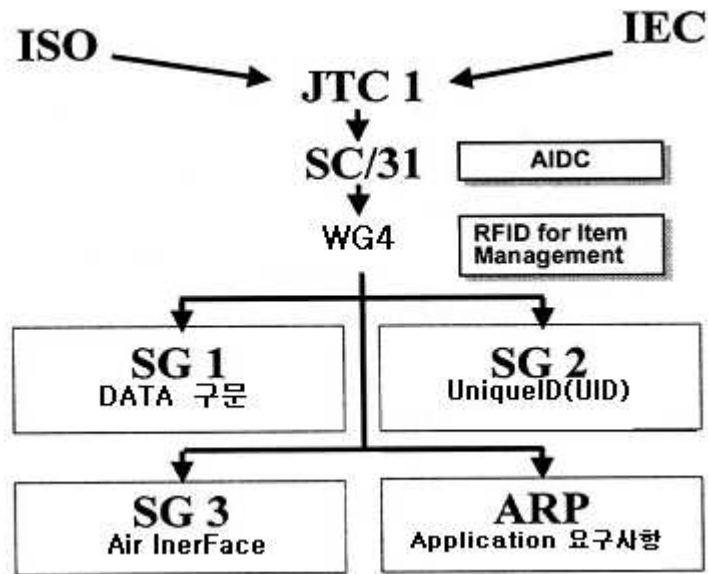 ISO
IEC
JTC 1
SC/31
AIDC
WG4
RFID for Item
Management
SG 1
DATA 구문
SG 2
UniqueID(UID)
SG 3
Air InerFace
ARP
Application 요구사항